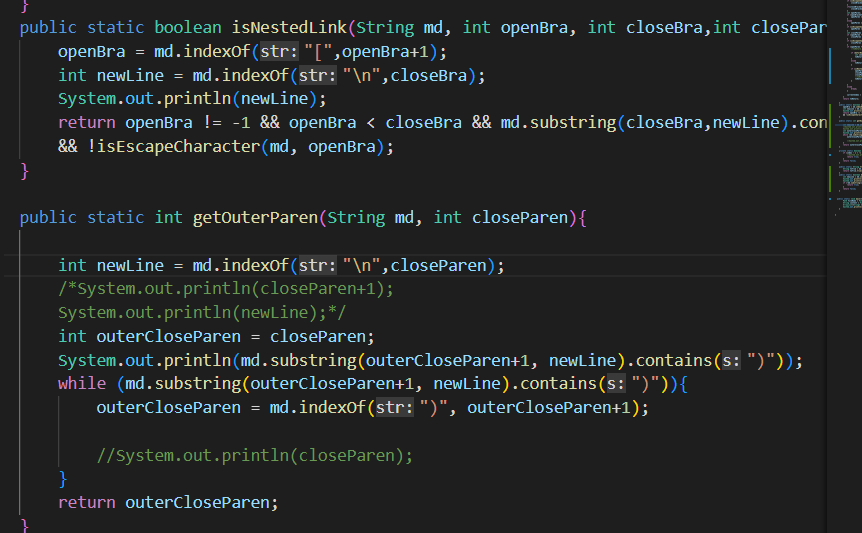 }
public static boolean isNestedLink(String md, int openBra, int closeBra,int closePar
openBra = md.indexOf(str: "[",openBra+1);
int newLine = md.indexOf(str: "\n",closeBra);
System.out.println(newLine);
return openBra != -1 && openBra < closeBra && md.substring(closeBra,newLine).con
&& !isEscapeCharacter(md, openBra);
}
public static int getOuterParen(String md, int closeParen){
int newLine = md.indexOf(str: "\n",closeParen);
/*System.out.println(closeParen+1);
System.out.println(newLine);*/
int outerCloseParen = closeParen;
System.out.println(md.substring(outerCloseParen+1, newLine).contains(s: ")"));
while (md.substring(outerCloseParen+1, newLine).contains(s: ")")){
outerCloseParen = md.indexOf(str: ")", outerCloseParen+1);
//System.out.println(closeParen);
}
return outerCloseParen;
}